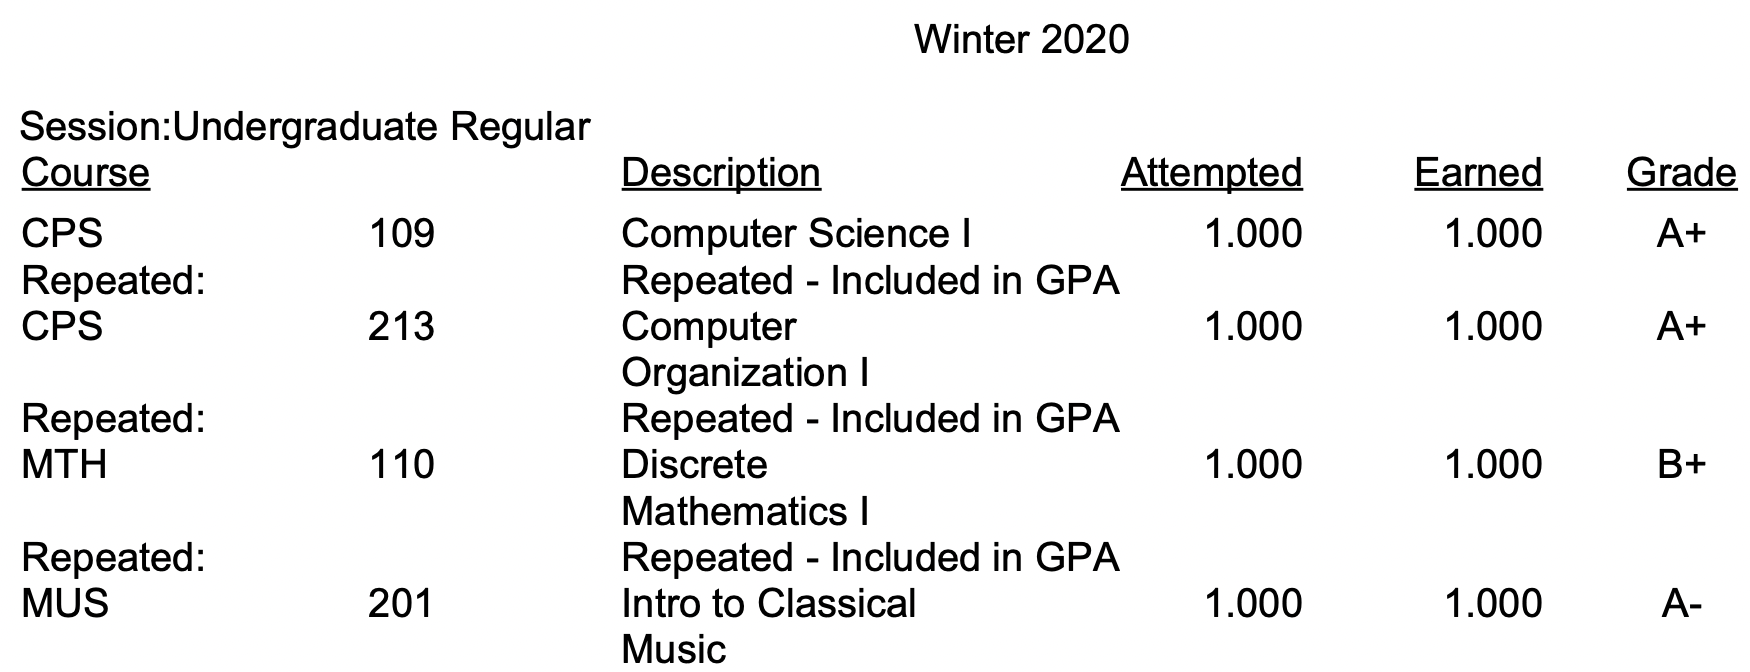 Winter 2020
Session:Undergraduate Regular
Course Description Attempted Earned Grade
CPS 109 Computer Science I 1.000 1.000 A+
Repeated: Repeated - Included in GPA
CPS 213 Computer 1.000 1.000 A+
Organization I
Repeated: Repeated - Included in GPA
MTH 110 Discrete 1.000 1.000 B+
Mathematics I
Repeated: Repeated - Included in GPA
MUS 201 Intro to Classical 1.000 1.000 A-
Music